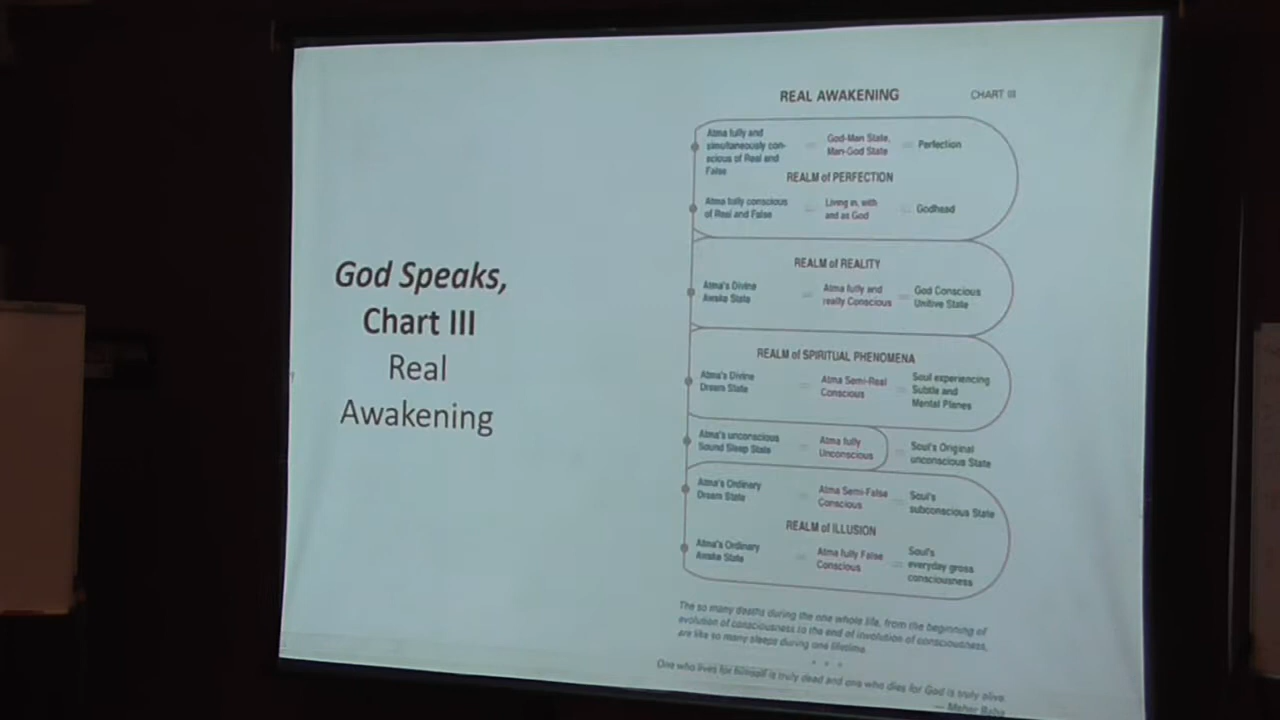 God Speaks,
Chart III
Real
Awakening
REAL AWAKENING
CHART III
Atma fully and
simultaneously con-
scious of Real and
False
=
God-Man State,
Man-God State
=
Perfection
REALM of PERFECTION
Atma fully conscious
of Real and False
=
Living in, with
and as God
=
Godhead
REALM of REALITY
Atma's Divine
Awake State
=
Atma fully and
really Conscious
=
God Conscious
Unitive State
REALM of SPIRITUAL PHENOMENA
Atma's Divine
Dream State
=
Atma Semi-Real
Conscious
=
Soul experiencing
Subtle and
Mental Planes
Atma's unconscious
Sound Sleep State
=
Atma fully
Unconscious
=
Soul's Original
unconscious State
Atma's Ordinary
Dream State
=
Atma Semi-False
Conscious
=
Soul's
subconscious State
REALM of ILLUSION
Atma's Ordinary
Awake State
=
Atma fully False
Conscious
=
Soul's
everyday gross
consciousness
The so many deaths during the one whole life, from the beginning of
evolution of consciousness to the end of involution of consciousness,
are like so many sleeps during one lifetime.
* * *
One who lives for himself is truly dead and one who dies for God is truly alive.
— Meher Baba